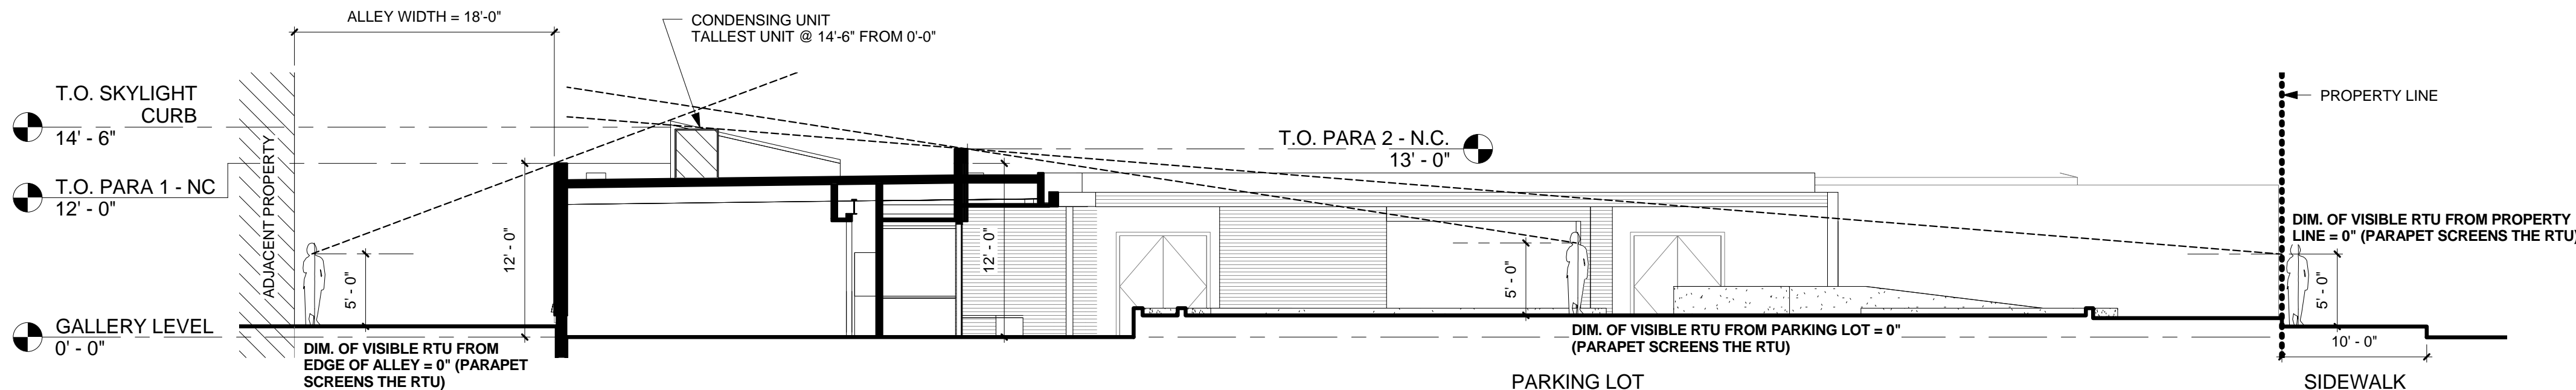 ALLEY WIDTH = 18'-0"
CONDENSING UNIT
TALLEST UNIT @ 14'-6" FROM 0'-0"
T.O. SKYLIGHT
CURB
14' - 6"
T.O. PARA 1 - NC
12' - 0"
GALLERY LEVEL
0' - 0"
ADJACENT PROPERTY
5' - 0"
DIM. OF VISIBLE RTU FROM
EDGE OF ALLEY = 0" (PARAPET
SCREENS THE RTU)
12' - 0"
12' - 0"
T.O. PARA 2 - N.C.
13' - 0"
5' - 0"
DIM. OF VISIBLE RTU FROM PARKING LOT = 0"
(PARAPET SCREENS THE RTU)
PARKING LOT
PROPERTY LINE
DIM. OF VISIBLE RTU FROM PROPERTY
LINE = 0" (PARAPET SCREENS THE RTU)
5' - 0"
10' - 0"
SIDEWALK